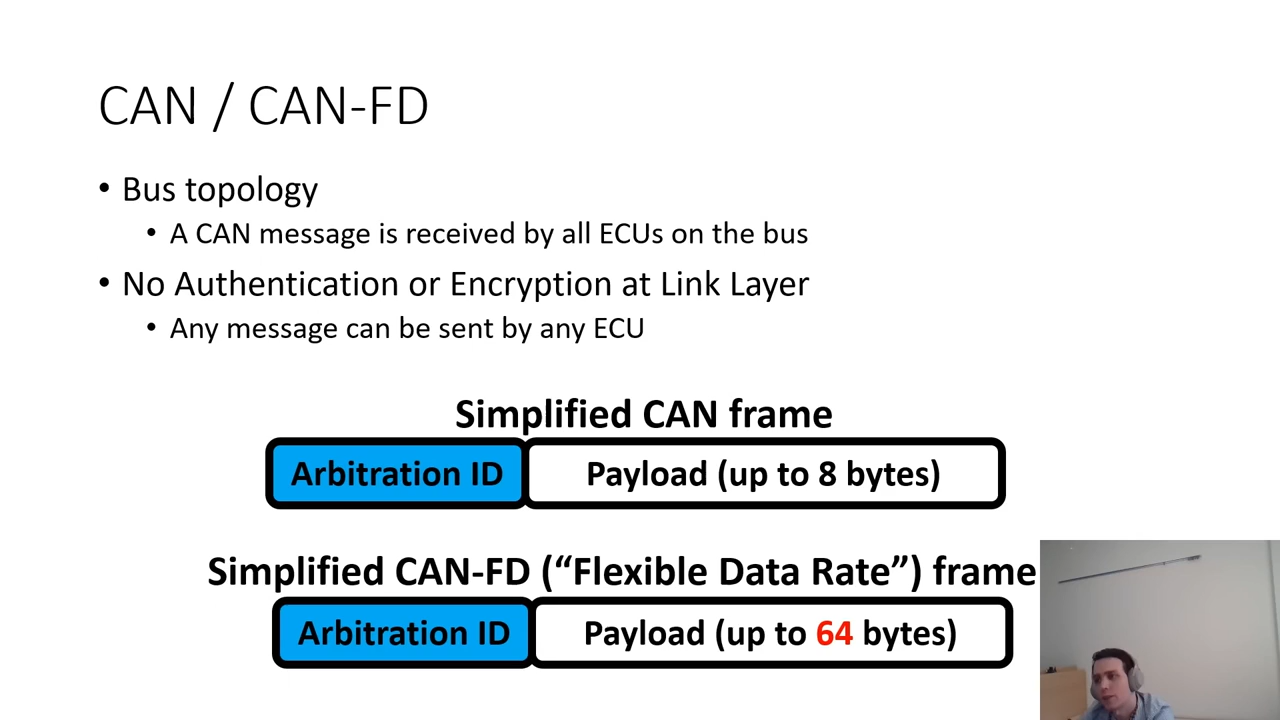 CAN / CAN-FD
• Bus topology
• A CAN message is received by all ECUs on the bus
• No Authentication or Encryption at Link Layer
• Any message can be sent by any ECU
Simplified CAN frame
Arbitration ID Payload (up to 8 bytes)
Simplified CAN-FD (“Flexible Data Rate”) frame
Arbitration ID Payload (up to 64 bytes)